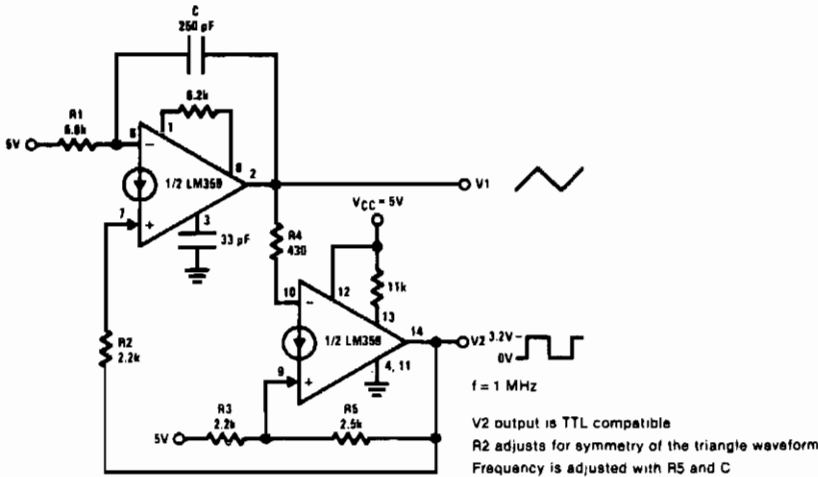 C
250 pF
6.2k
R1
6.8k
5V
6
−
1
8
1/2 LM359
2
7
+
3
33 pF
V1
VCC = 5V
R4
430
12
11k
10
−
13
1/2 LM359
14
V2
3.2V
0V
4, 11
9
+
R2
2.2k
f = 1 MHz
R3
2.2k
R5
2.5k
5V
V2 output is TTL compatible
R2 adjusts for symmetry of the triangle waveform
Frequency is adjusted with R5 and C